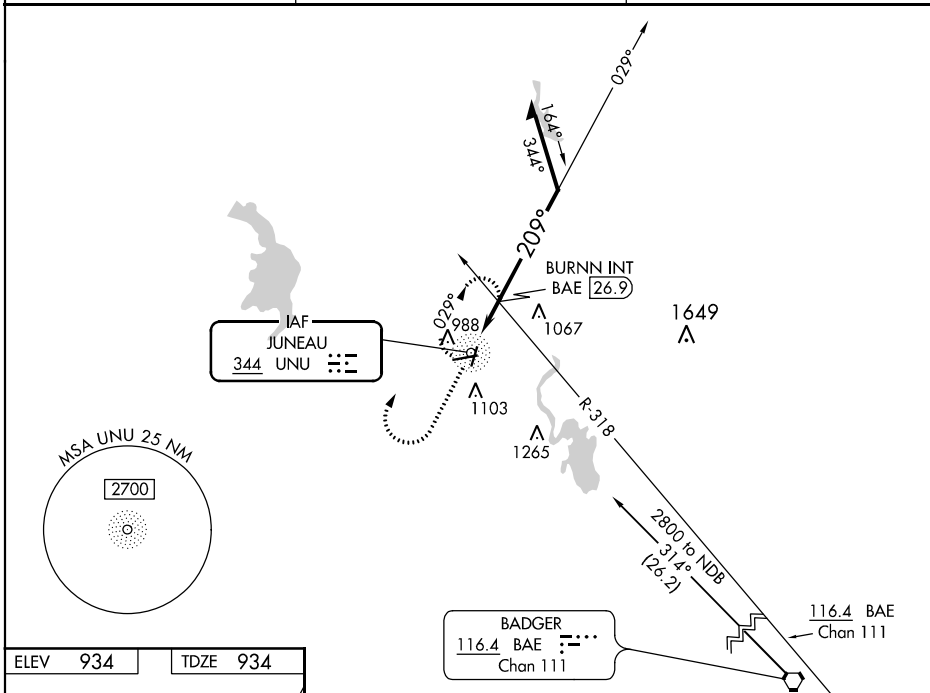 029°
164°
344°
209°
BURNN INT
BAE 26.9
029°
988
1067
1649
IAF
JUNEAU
344 UNU
1103
1265
R-318
MSA UNU 25 NM
2700
2800 to NDB
314°
(26.2)
116.4 BAE
Chan 111
BADGER
116.4 BAE
Chan 111
ELEV 934
TDZE 934